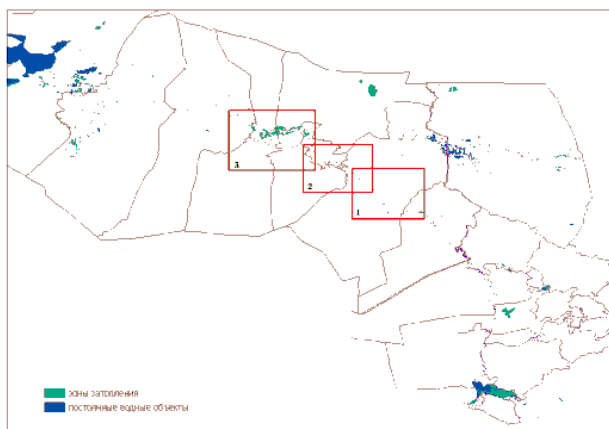 3
2
1
зоны затопления
постоянные водные объекты